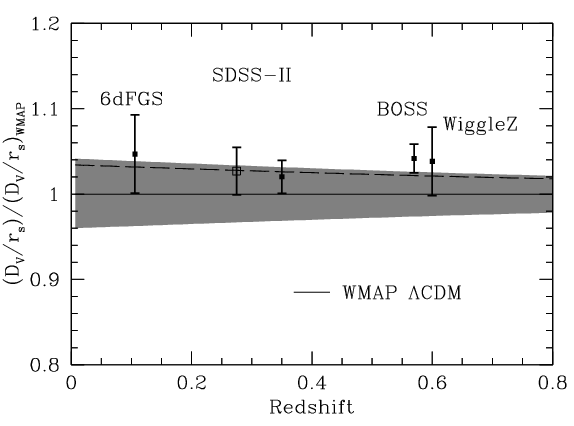 1.2
SDSS-II
6dFGS
1.1
BOSS
WiggleZ
(D_V/r_s)/(D_V/r_s)_WMAP
1
0.9
WMAP ΛCDM
0.8
0 0.2 0.4 0.6 0.8
Redshift